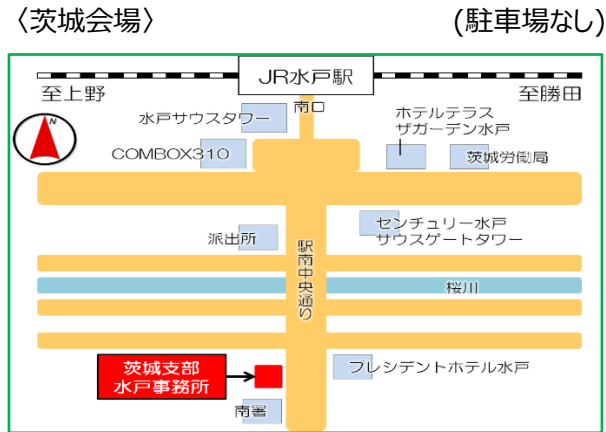 〈茨城会場〉
(駐車場なし)
JR水戸駅
至上野
至勝田
南口
水戸サウスタワー
ホテルテラス
ザガーデン水戸
N
COMBOX310
茨城労働局
センチュリー水戸
サウスゲートタワー
派出所
駅南中央通り
桜川
茨城支部
水戸事務所
プレシデントホテル水戸
南署